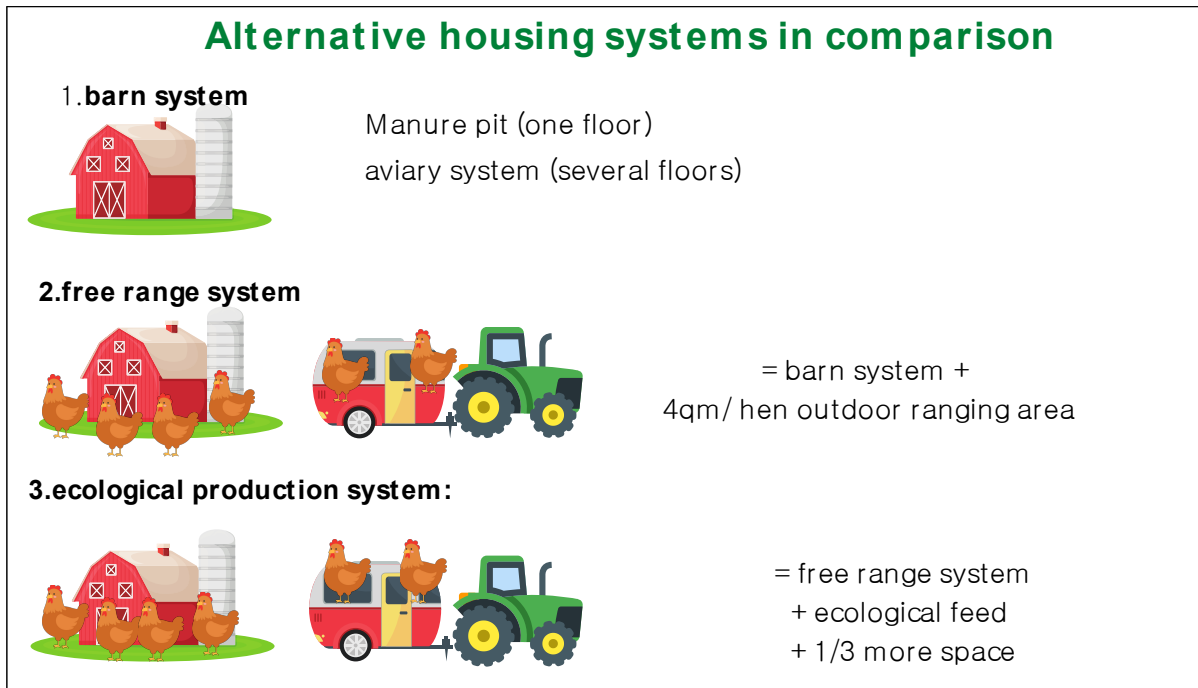 Alternative housing systems in comparison
1.barn system
Manure pit (one floor)
aviary system (several floors)
2.free range system
= barn system +
4qm/ hen outdoor ranging area
3.ecological production system:
= free range system
+ ecological feed
+ 1/3 more space